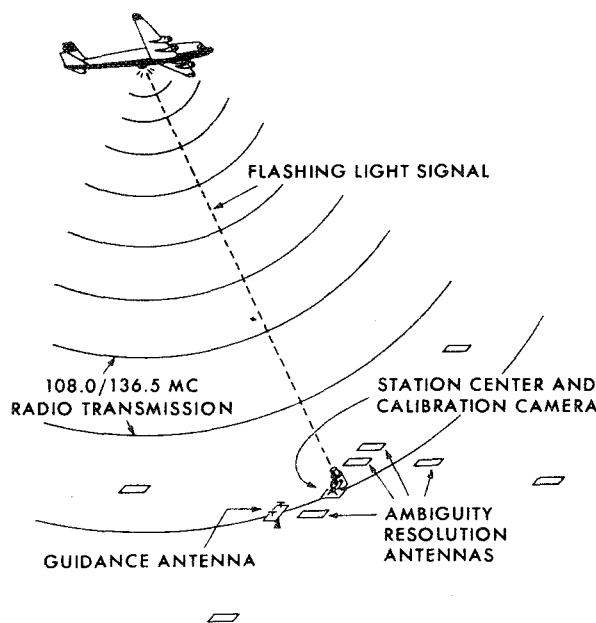 FLASHING LIGHT SIGNAL
108.0/136.5 MC
RADIO TRANSMISSION
STATION CENTER AND
CALIBRATION CAMERA
AMBIGUITY
RESOLUTION
ANTENNAS
GUIDANCE ANTENNA